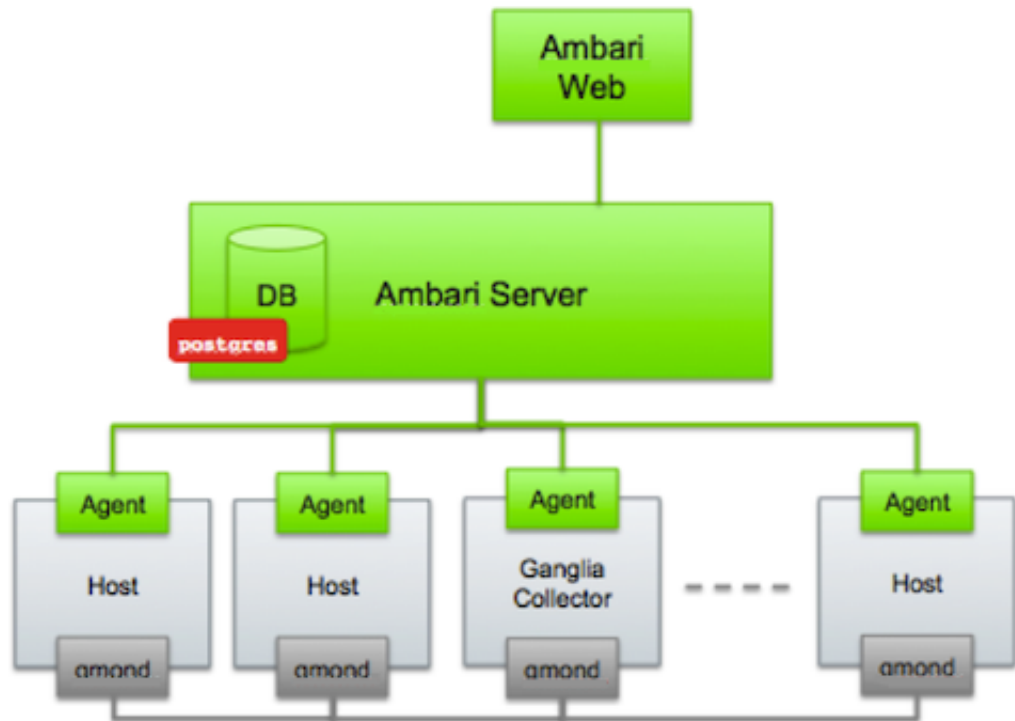 Ambari
Web
DB
Ambari Server
postgres
Agent
Agent
Agent
Agent
Host
Host
Ganglia
Collector
Host
gmond
gmond
gmond
gmond